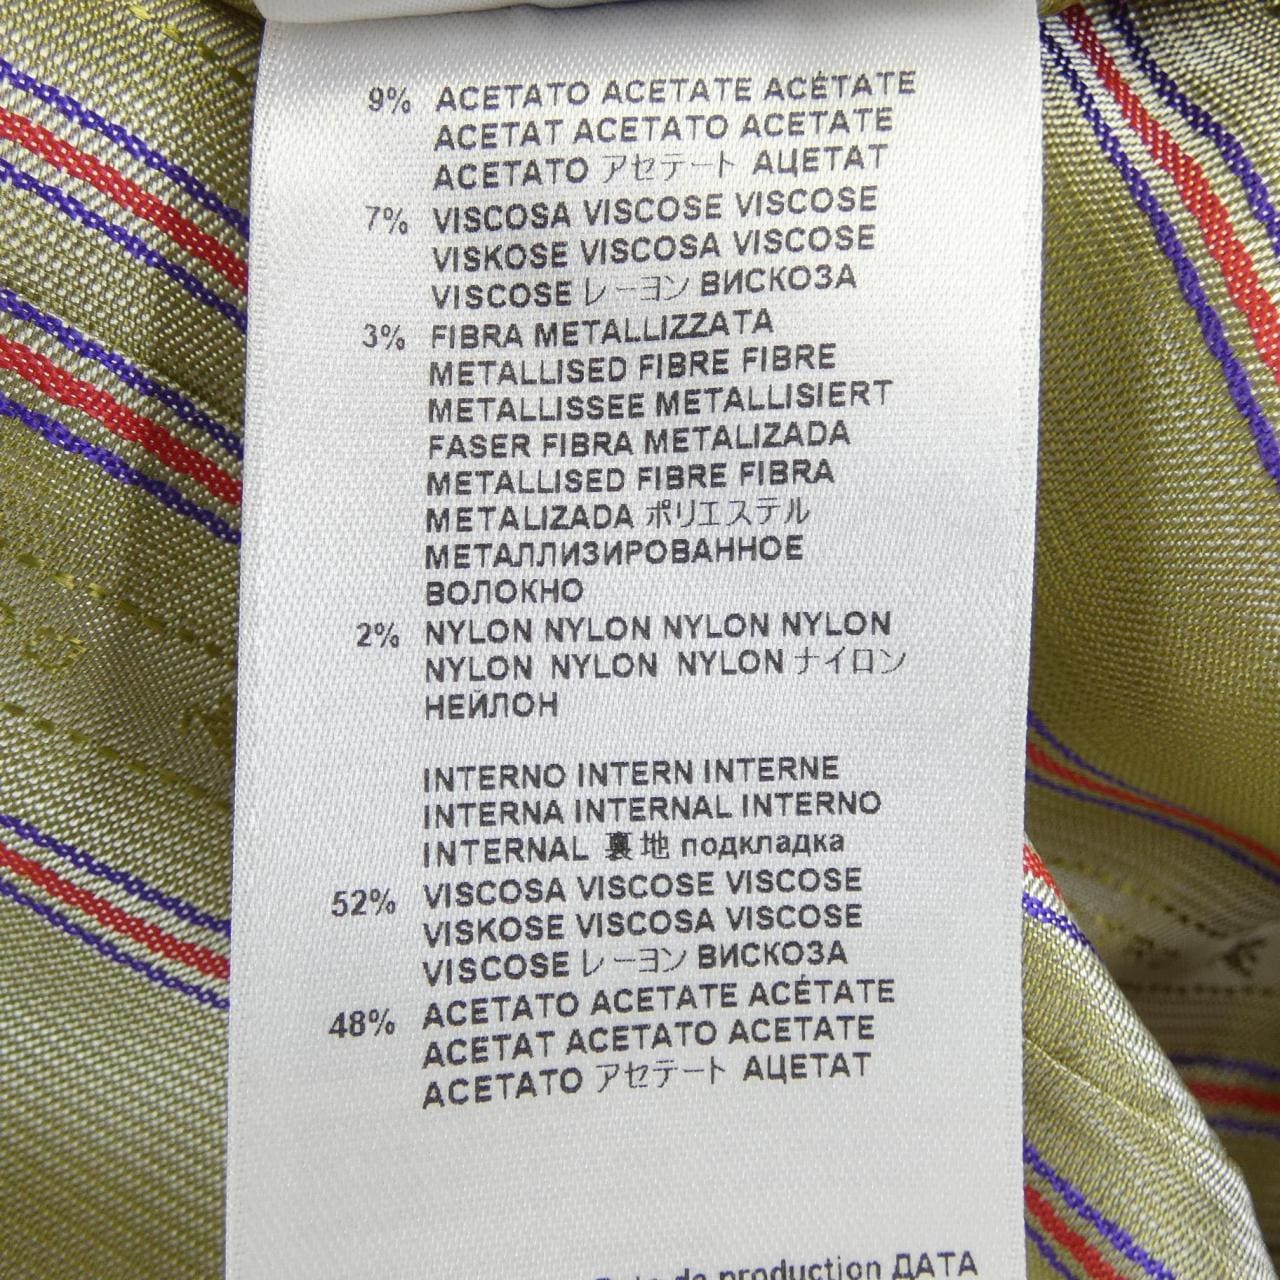 9% ACETATO ACETATE ACÉTATE
ACETAT ACETATO ACETATE
ACETATO アセテート АЦЕТАТ
7% VISCOSA VISCOSE VISCOSE
VISKOSE VISCOSA VISCOSE
VISCOSE レーヨン ВИСКОЗА
3% FIBRA METALLIZZATA
METALLISED FIBRE FIBRE
METALLISSEE METALLISIERT
FASER FIBRA METALIZADA
METALLISED FIBRE FIBRA
METALIZADA ポリエステル
МЕТАЛЛИЗИРОВАННОЕ
ВОЛОКНО
2% NYLON NYLON NYLON NYLON
NYLON NYLON NYLON ナイロン
НЕЙЛОН
INTERNO INTERN INTERNE
INTERNA INTERNAL INTERNO
INTERNAL 裏地 подкладка
52% VISCOSA VISCOSE VISCOSE
VISKOSE VISCOSA VISCOSE
VISCOSE レーヨン ВИСКОЗА
48% ACETATO ACETATE ACÉTATE
ACETAT ACETATO ACETATE
ACETATO アセテート АЦЕТАТ
de production ДАТА